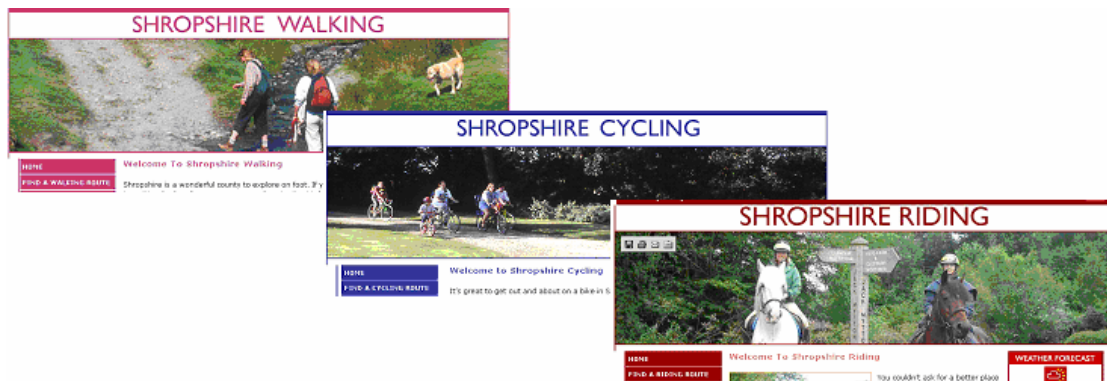 SHROPSHIRE WALKING
HOME
FIND A WALKING ROUTE
Welcome To Shropshire Walking
Shropshire is a wonderful county to explore on foot. If y
SHROPSHIRE CYCLING
HOME
FIND A CYCLING ROUTE
Welcome to Shropshire Cycling
It's great to get out and about on a bike in S
SHROPSHIRE RIDING
HOME
FIND A RIDING ROUTE
Welcome To Shropshire Riding
You couldn't ask for a better place
WEATHER FORECAST